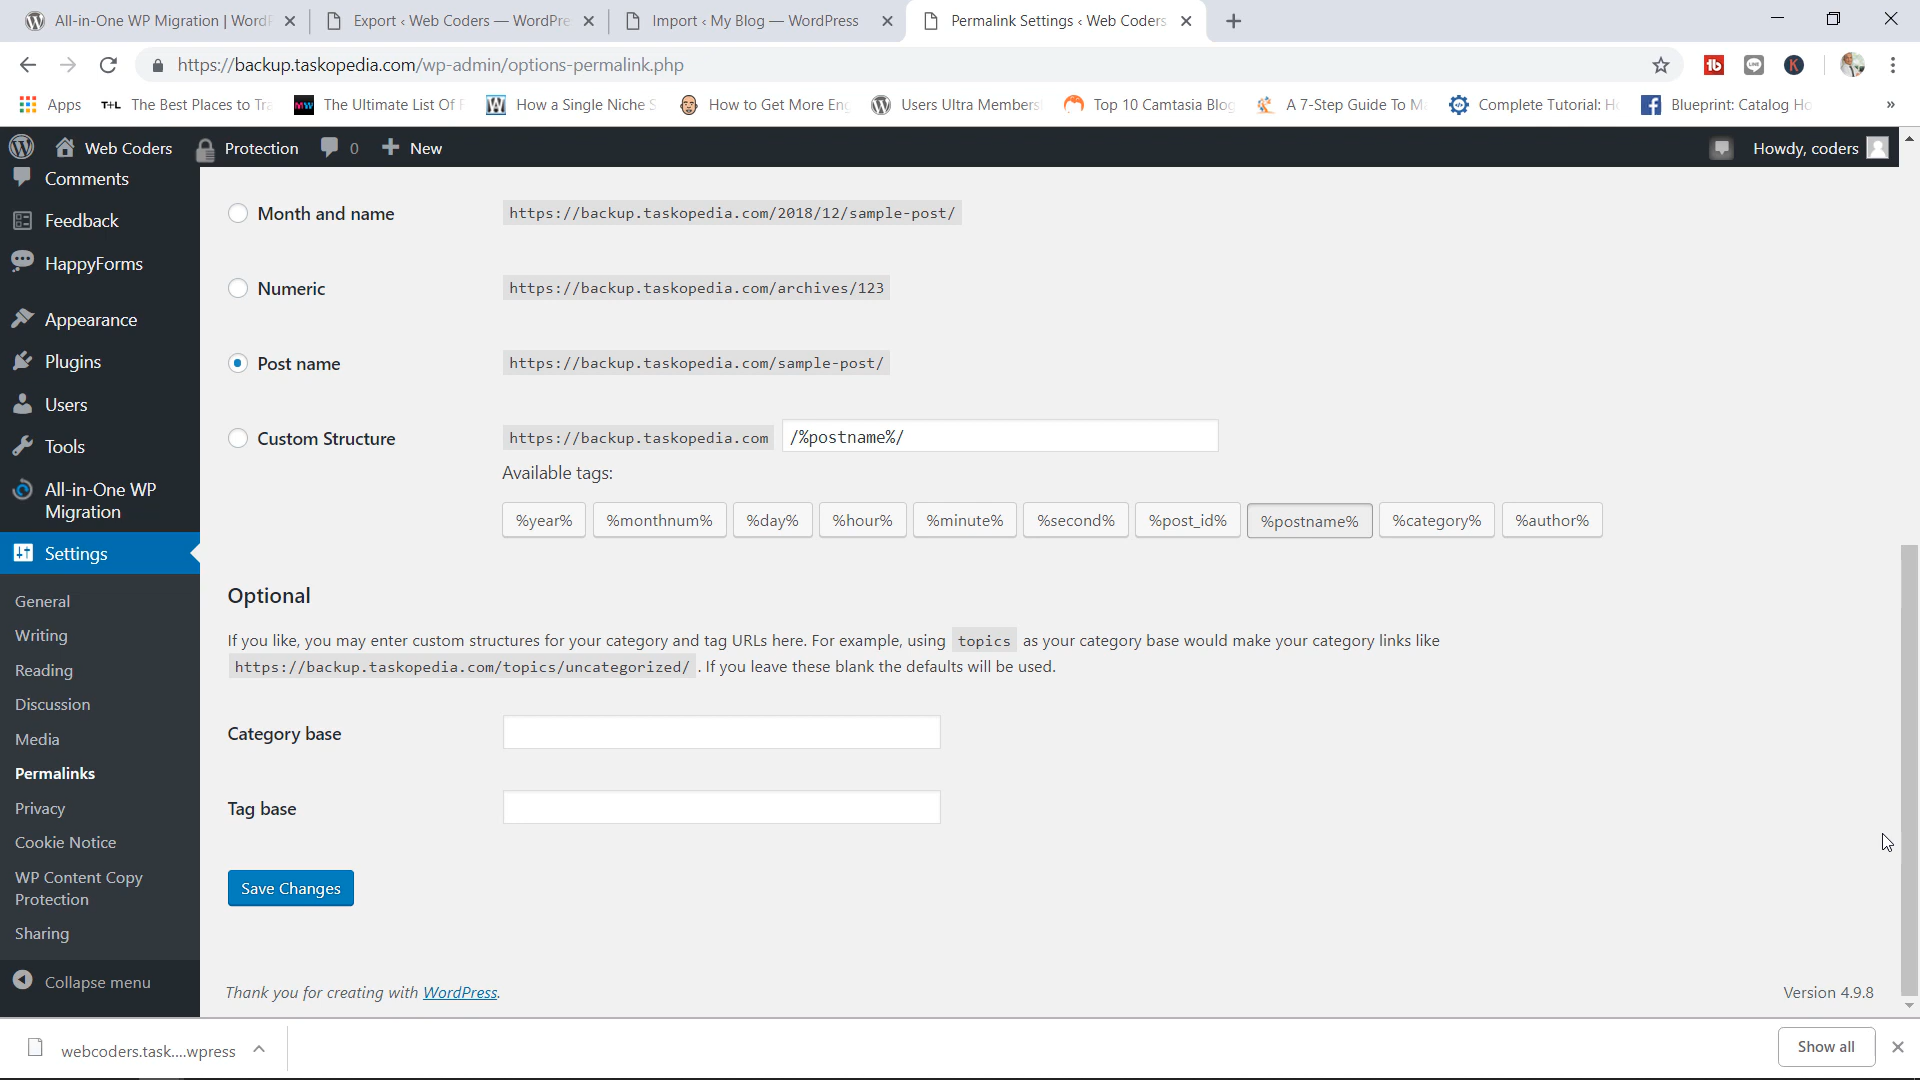 All-in-One WP Migration | WordF
Export ‹ Web Coders — WordPre
Import ‹ My Blog — WordPress
Permalink Settings ‹ Web Coders
https://backup.taskopedia.com/wp-admin/options-permalink.php
Apps
T+L The Best Places to Tra
MW The Ultimate List Of F
How a Single Niche S
How to Get More Eng
Users Ultra Members
Top 10 Camtasia Blog
A 7-Step Guide To Ma
Complete Tutorial: Ho
Blueprint: Catalog Ho
»
Web Coders
Protection
0
New
Howdy, coders
Comments
Feedback
HappyForms
Appearance
Plugins
Users
Tools
All-in-One WP
Migration
Settings
General
Writing
Reading
Discussion
Media
Permalinks
Privacy
Cookie Notice
WP Content Copy
Protection
Sharing
Collapse menu
Month and name
https://backup.taskopedia.com/2018/12/sample-post/
Numeric
https://backup.taskopedia.com/archives/123
Post name
https://backup.taskopedia.com/sample-post/
Custom Structure
https://backup.taskopedia.com
/%postname%/
Available tags:
%year% %monthnum% %day% %hour% %minute% %second% %post_id% %postname% %category% %author%
Optional
If you like, you may enter custom structures for your category and tag URLs here. For example, using topics as your category base would make your category links like
https://backup.taskopedia.com/topics/uncategorized/ . If you leave these blank the defaults will be used.
Category base
Tag base
Save Changes
Thank you for creating with WordPress.
Version 4.9.8
webcoders.task....wpress
Show all